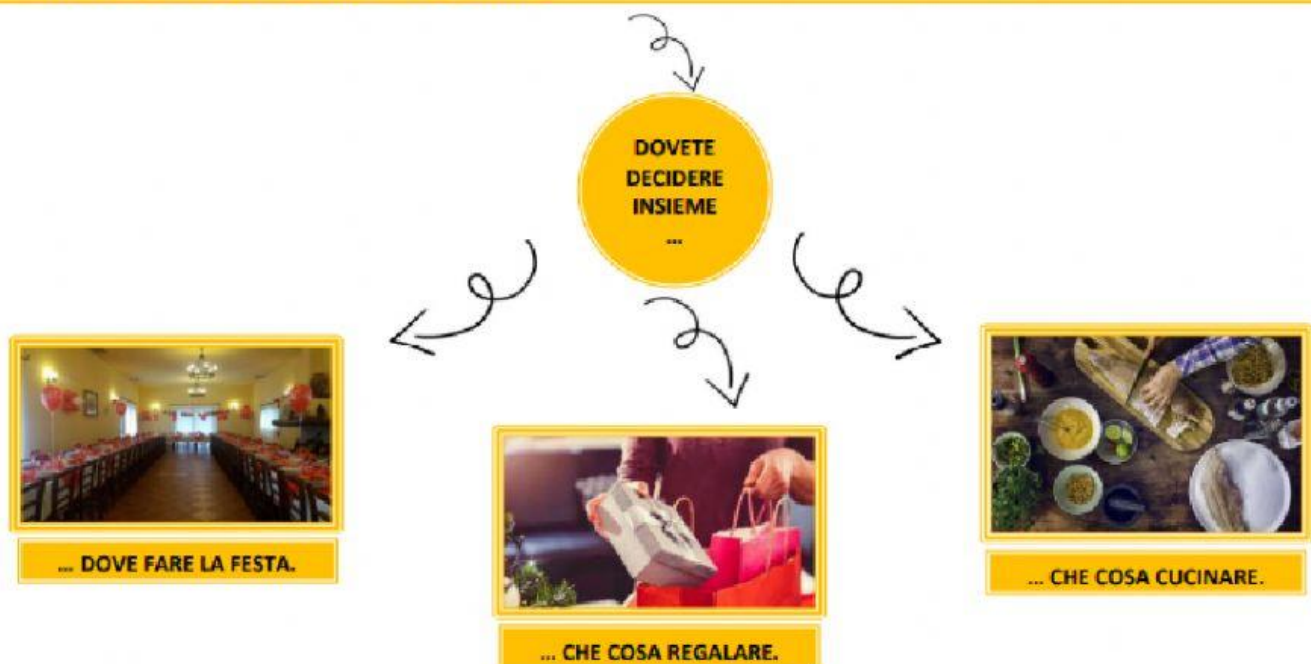 DOVETE
DECIDERE
INSIEME
...
... DOVE FARE LA FESTA.
... CHE COSA REGALARE.
... CHE COSA CUCINARE.